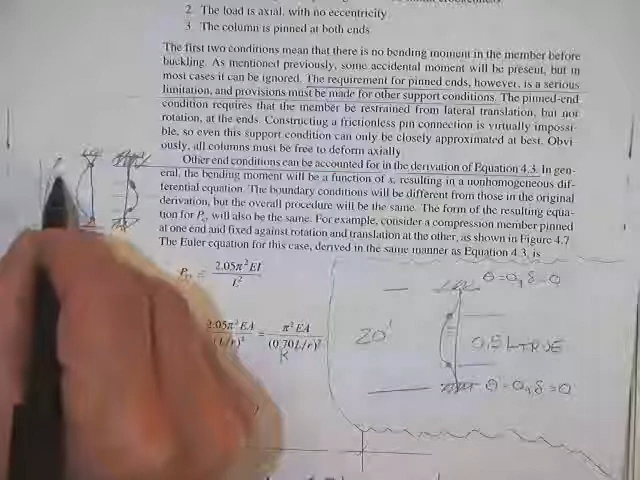 2. The load is axial, with no eccentricity
3. The column is pinned at both ends
The first two conditions mean that there is no bending moment in the member before
buckling. As mentioned previously, some accidental moment will be present, but in
most cases it can be ignored. The requirement for pinned ends, however, is a serious
limitation, and provisions must be made for other support conditions. The pinned-end
condition requires that the member be restrained from lateral translation, but not
rotation, at the ends. Constructing a frictionless pin connection is virtually impossi-
ble, so even this support condition can only be closely approximated at best. Obvi
ously, all columns must be free to deform axially
Other end conditions can be accounted for in the derivation of Equation 4.3. In gen-
eral, the bending moment will be a function of x, resulting in a nonhomogeneous dif-
ferential equation. The boundary conditions will be different from those in the original
derivation, but the overall procedure will be the same. The form of the resulting equa-
tion for Pcr will also be the same. For example, consider a compression member pinned
at one end and fixed against rotation and translation at the other, as shown in Figure 4.7
The Euler equation for this case, derived in the same manner as Equation 4.3, is
Pcr = 2.05π² EI / L²
2.05π² EA / (L/r)² = π² EA / (0.70L/r)²
K
θ=0, δ=0
20'
0.5 LTRUE
θ=0, δ=0